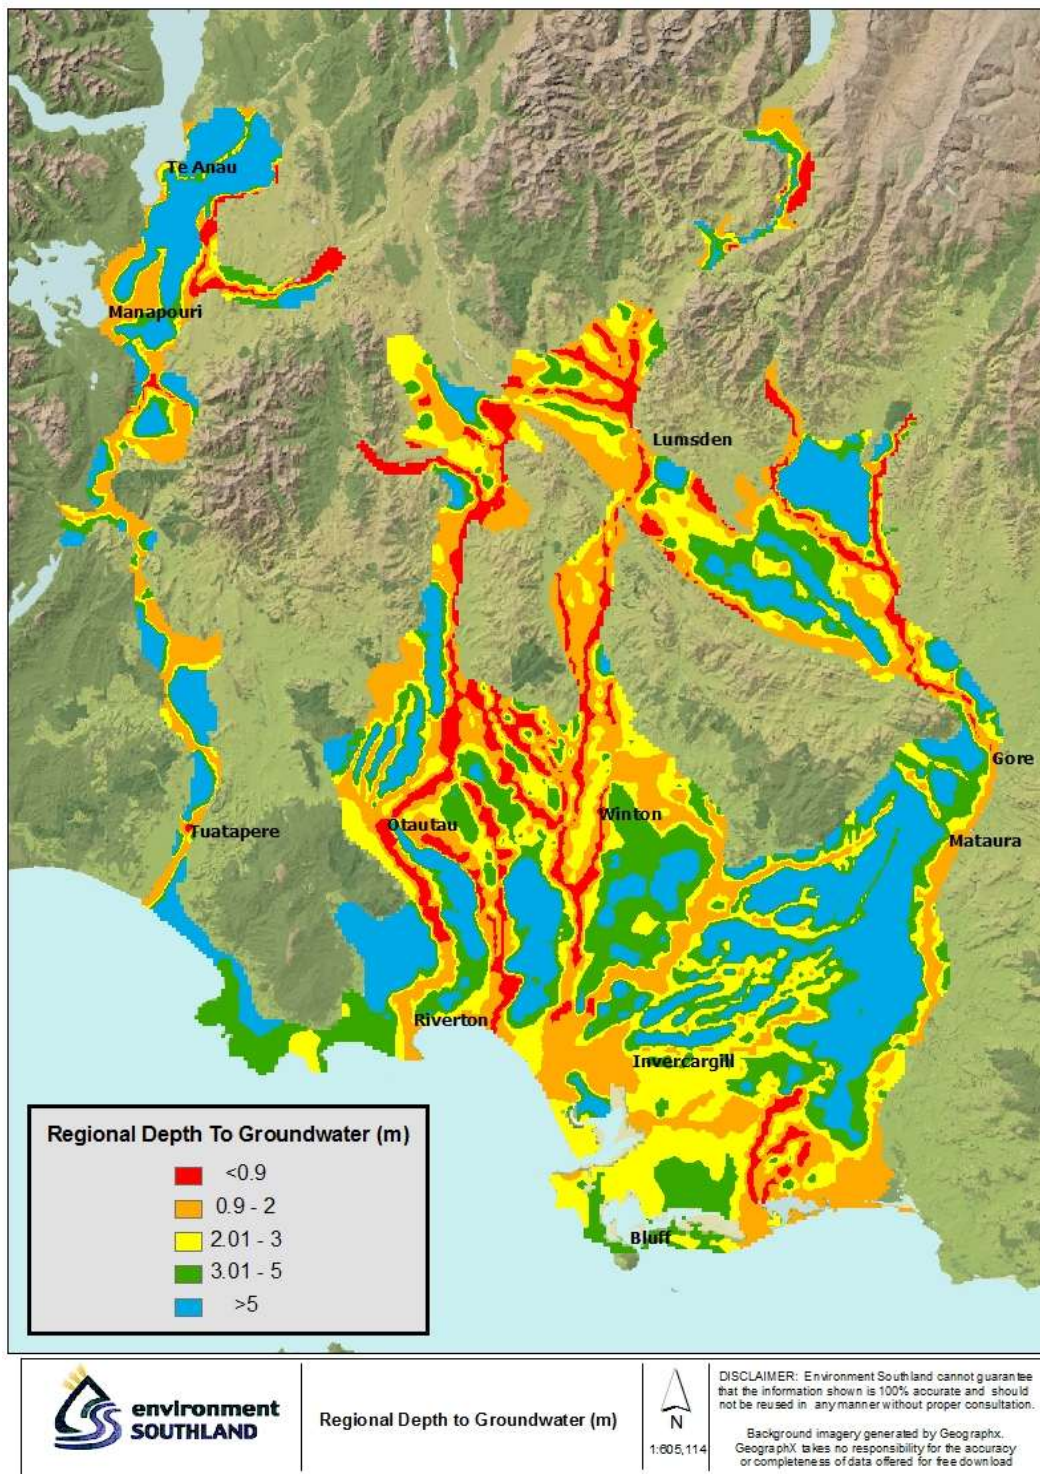 Te Anau
Manapouri
Lumsden
Gore
Winton
Otautau
Tuatapere
Mataura
Riverton
Invercargill
Bluff
Regional Depth To Groundwater (m)
<0.9
0.9 - 2
2.01 - 3
3.01 - 5
>5
environment
SOUTHLAND
Regional Depth to Groundwater (m)
N
1:605,114
DISCLAIMER: Environment Southland cannot guarantee
that the information shown is 100% accurate and should
not be reused in any manner without proper consultation.
Background imagery generated by Geographx.
GeographX takes no responsibility for the accuracy
or completeness of data offered for free download